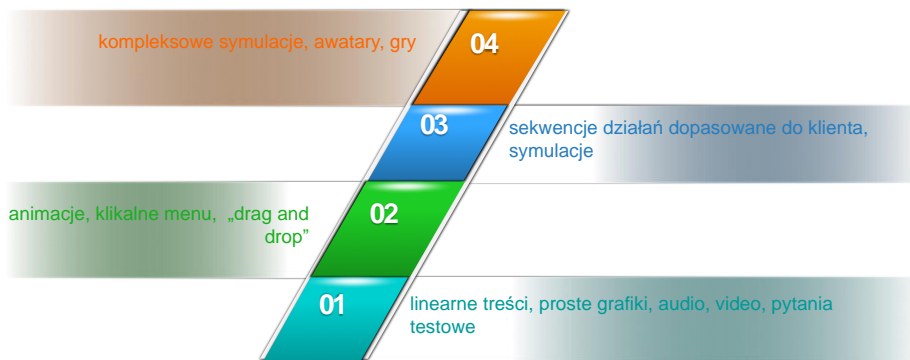 kompleksowe symulacje, awatary, gry
04
03
sekwencje działań dopasowane do klienta,
symulacje
animacje, klikalne menu, „drag and
drop”
02
01
linearne treści, proste grafiki, audio, video, pytania
testowe